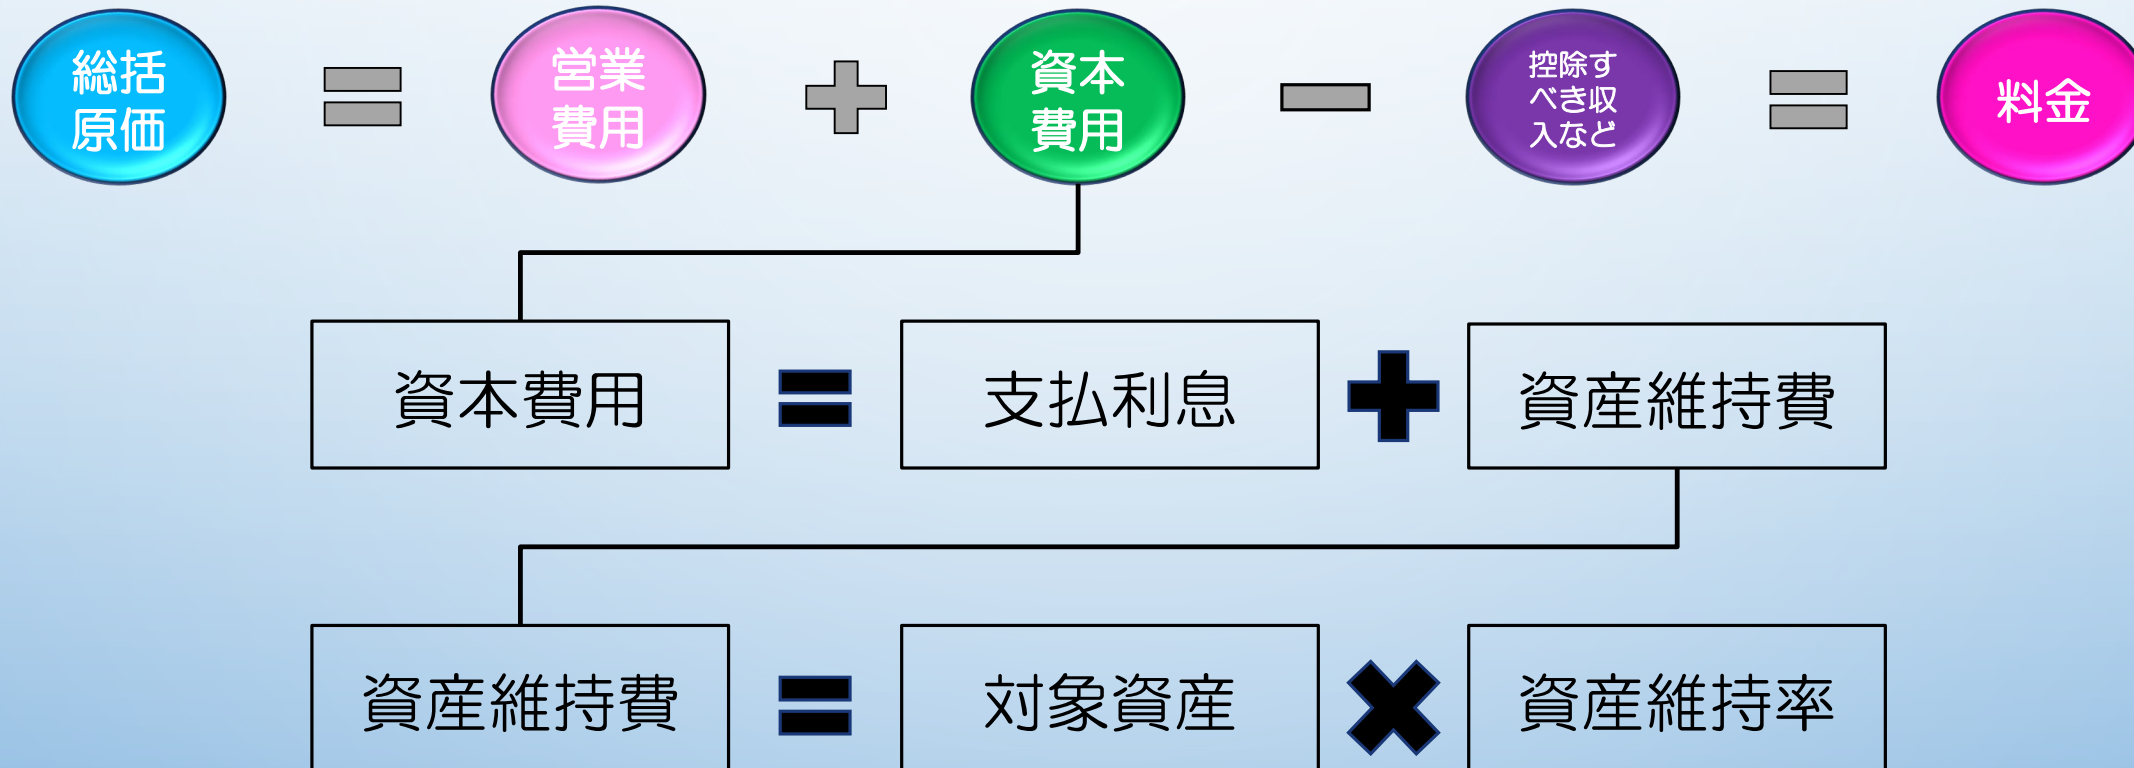 総括
原価
営業
費用
資本
費用
控除す
べき収
入など
料金
資本費用
支払利息
資産維持費
資産維持費
対象資産
資産維持率